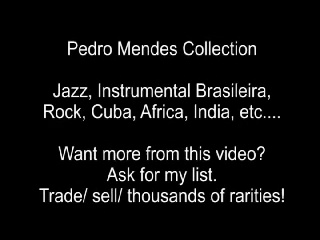 Pedro Mendes Collection
Jazz, Instrumental Brasileira,
Rock, Cuba, Africa, India, etc....
Want more from this video?
Ask for my list.
Trade/ sell/ thousands of rarities!